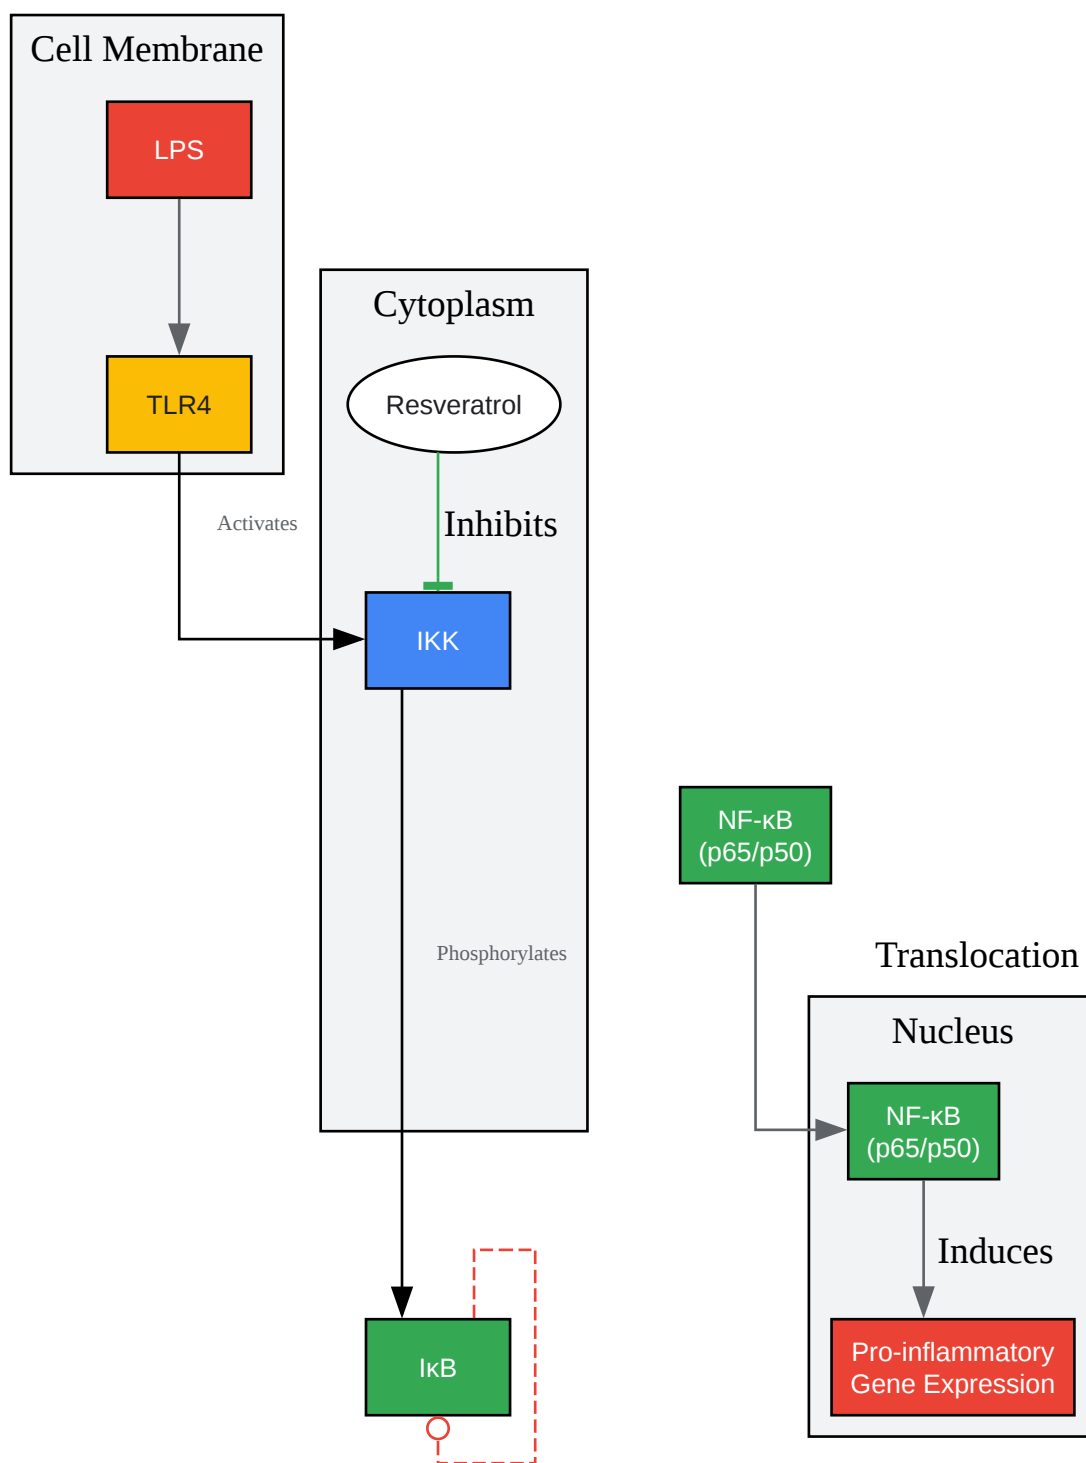 Cell Membrane
LPS
TLR4
Activates
Cytoplasm
Resveratrol
Inhibits
IKK
Phosphorylates
IκB
NF-κB
(p65/p50)
Translocation
Nucleus
NF-κB
(p65/p50)
Induces
Pro-inflammatory
Gene Expression